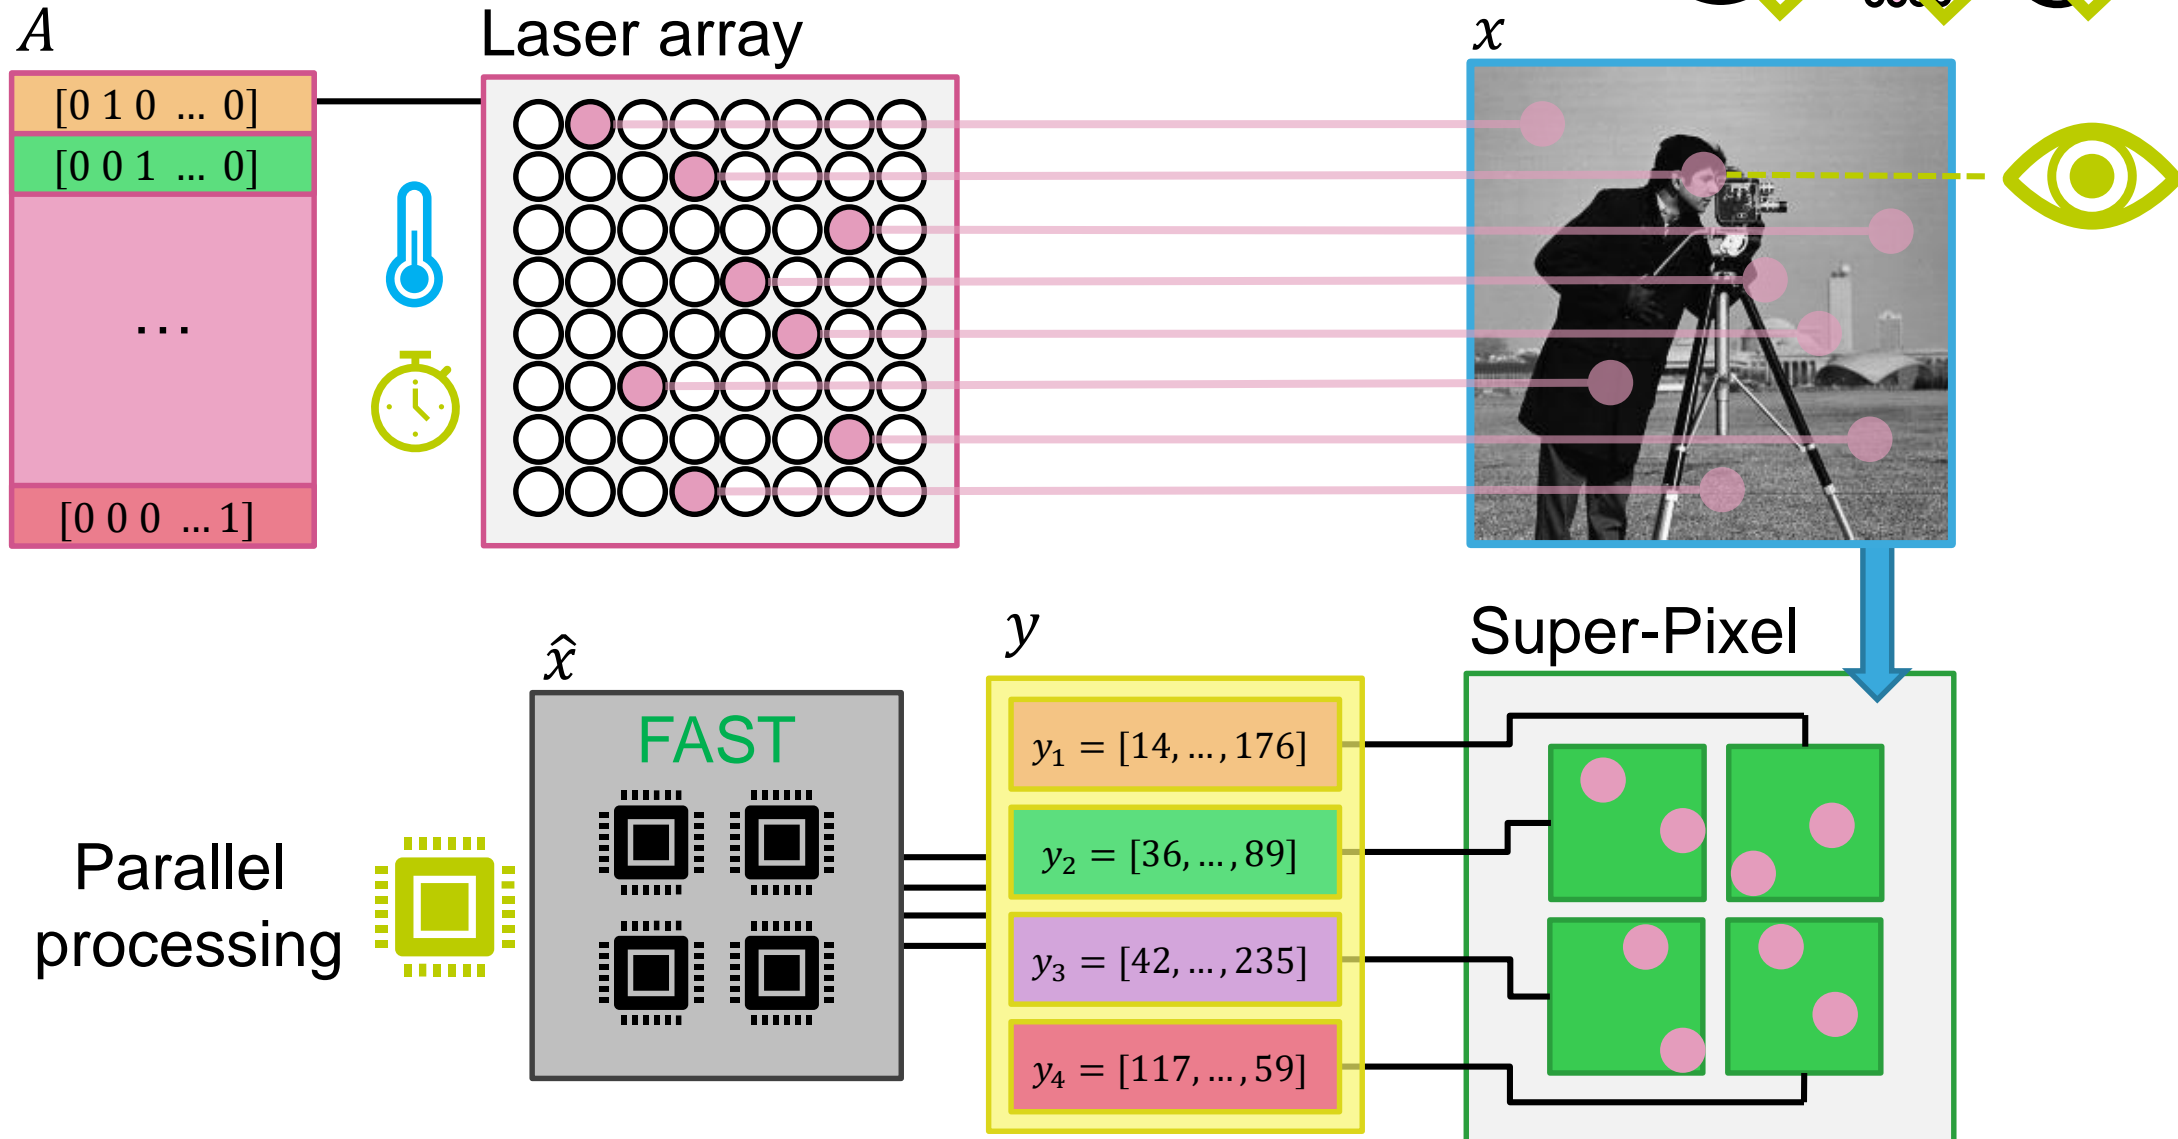 A
Laser array
x
[0 1 0 ... 0]
[0 0 1 ... 0]
...
[0 0 0 ... 1]
Super-Pixel
y
x̂
FAST
y₁ = [14, ..., 176]
y₂ = [36, ..., 89]
y₃ = [42, ..., 235]
y₄ = [117, ..., 59]
Parallel
processing